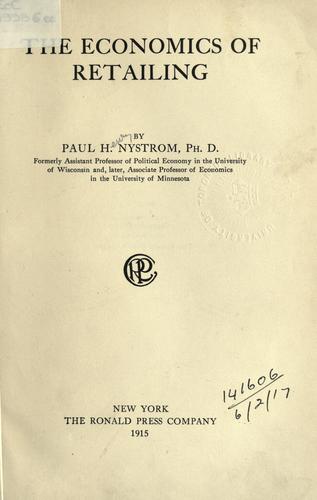 THE ECONOMICS OF
RETAILING
BY
PAUL H. NYSTROM, PH. D.
enry
Formerly Assistant Professor of Political Economy in the University
of Wisconsin and, later, Associate Professor of Economics
in the University of Minnesota
RPC
NEW YORK
THE RONALD PRESS COMPANY
1915
141606
6/2/17